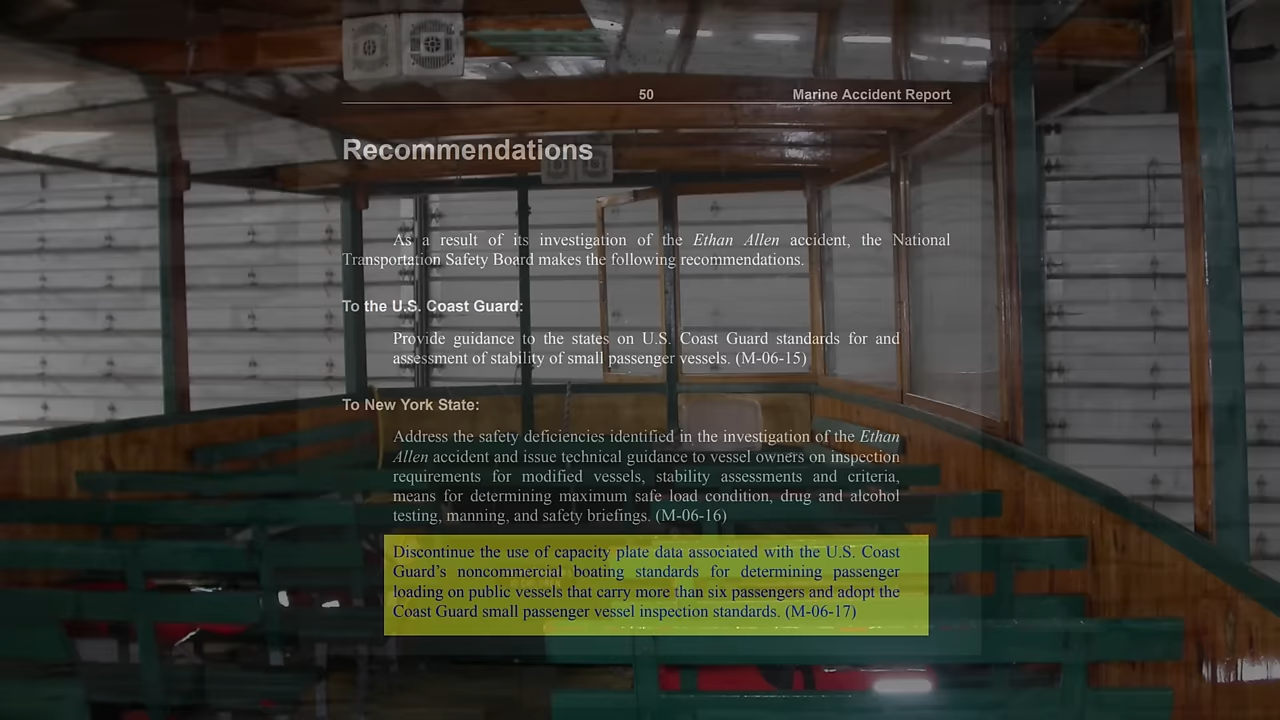 50 Marine Accident Report
Recommendations
As a result of its investigation of the Ethan Allen accident, the National
Transportation Safety Board makes the following recommendations.
To the U.S. Coast Guard:
Provide guidance to the states on U.S. Coast Guard standards for and
assessment of stability of small passenger vessels. (M-06-15)
To New York State:
Address the safety deficiencies identified in the investigation of the Ethan
Allen accident and issue technical guidance to vessel owners on inspection
requirements for modified vessels, stability assessments and criteria,
means for determining maximum safe load condition, drug and alcohol
testing, manning, and safety briefings. (M-06-16)
Discontinue the use of capacity plate data associated with the U.S. Coast
Guard's noncommercial boating standards for determining passenger
loading on public vessels that carry more than six passengers and adopt the
Coast Guard small passenger vessel inspection standards. (M-06-17)